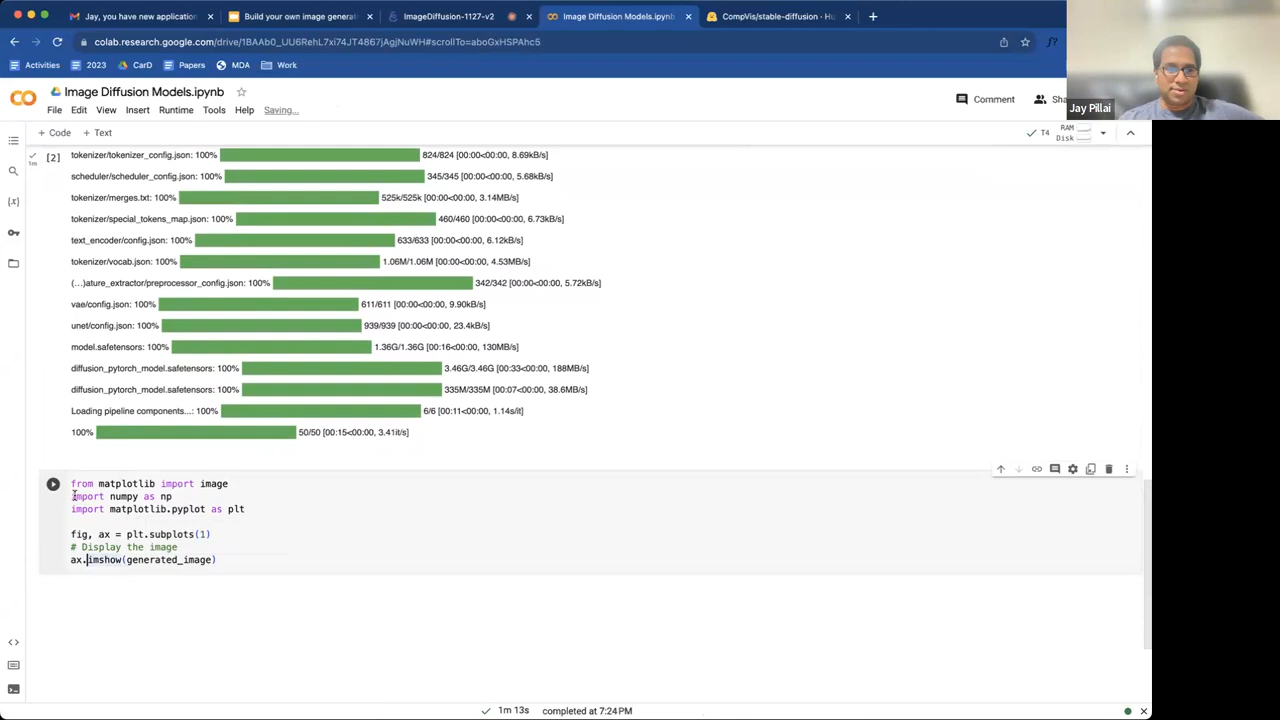 Jay, you have new application
Build your own image genera
ImageDiffusion-1127-v2
Image Diffusion Models.ipynb
CompVis/stable-diffusion · Hu
colab.research.google.com/drive/1BAAb0_UU6RehL7xi74JT4867jAgjNuWH#scrollTo=aboGxHSPAhc5
Activities
2023
CarD
Papers
MDA
Work
Jay Pillai
Image Diffusion Models.ipynb
File Edit View Insert Runtime Tools Help Saving...
Comment
Sha
+ Code + Text
T4
RAM
Disk
[2]
1m
tokenizer/tokenizer_config.json: 100% 824/824 [00:00<00:00, 8.69kB/s]
scheduler/scheduler_config.json: 100% 345/345 [00:00<00:00, 5.68kB/s]
tokenizer/merges.txt: 100% 525k/525k [00:00<00:00, 3.14MB/s]
tokenizer/special_tokens_map.json: 100% 460/460 [00:00<00:00, 6.73kB/s]
text_encoder/config.json: 100% 633/633 [00:00<00:00, 6.12kB/s]
tokenizer/vocab.json: 100% 1.06M/1.06M [00:00<00:00, 4.53MB/s]
(…)ature_extractor/preprocessor_config.json: 100% 342/342 [00:00<00:00, 5.72kB/s]
vae/config.json: 100% 611/611 [00:00<00:00, 9.90kB/s]
unet/config.json: 100% 939/939 [00:00<00:00, 23.4kB/s]
model.safetensors: 100% 1.36G/1.36G [00:16<00:00, 130MB/s]
diffusion_pytorch_model.safetensors: 100% 3.46G/3.46G [00:33<00:00, 188MB/s]
diffusion_pytorch_model.safetensors: 100% 335M/335M [00:07<00:00, 38.6MB/s]
Loading pipeline components...: 100% 6/6 [00:11<00:00, 1.14s/it]
100% 50/50 [00:15<00:00, 3.41it/s]
from matplotlib import image
import numpy as np
import matplotlib.pyplot as plt
fig, ax = plt.subplots(1)
# Display the image
ax.imshow(generated_image)
1m 13s completed at 7:24 PM